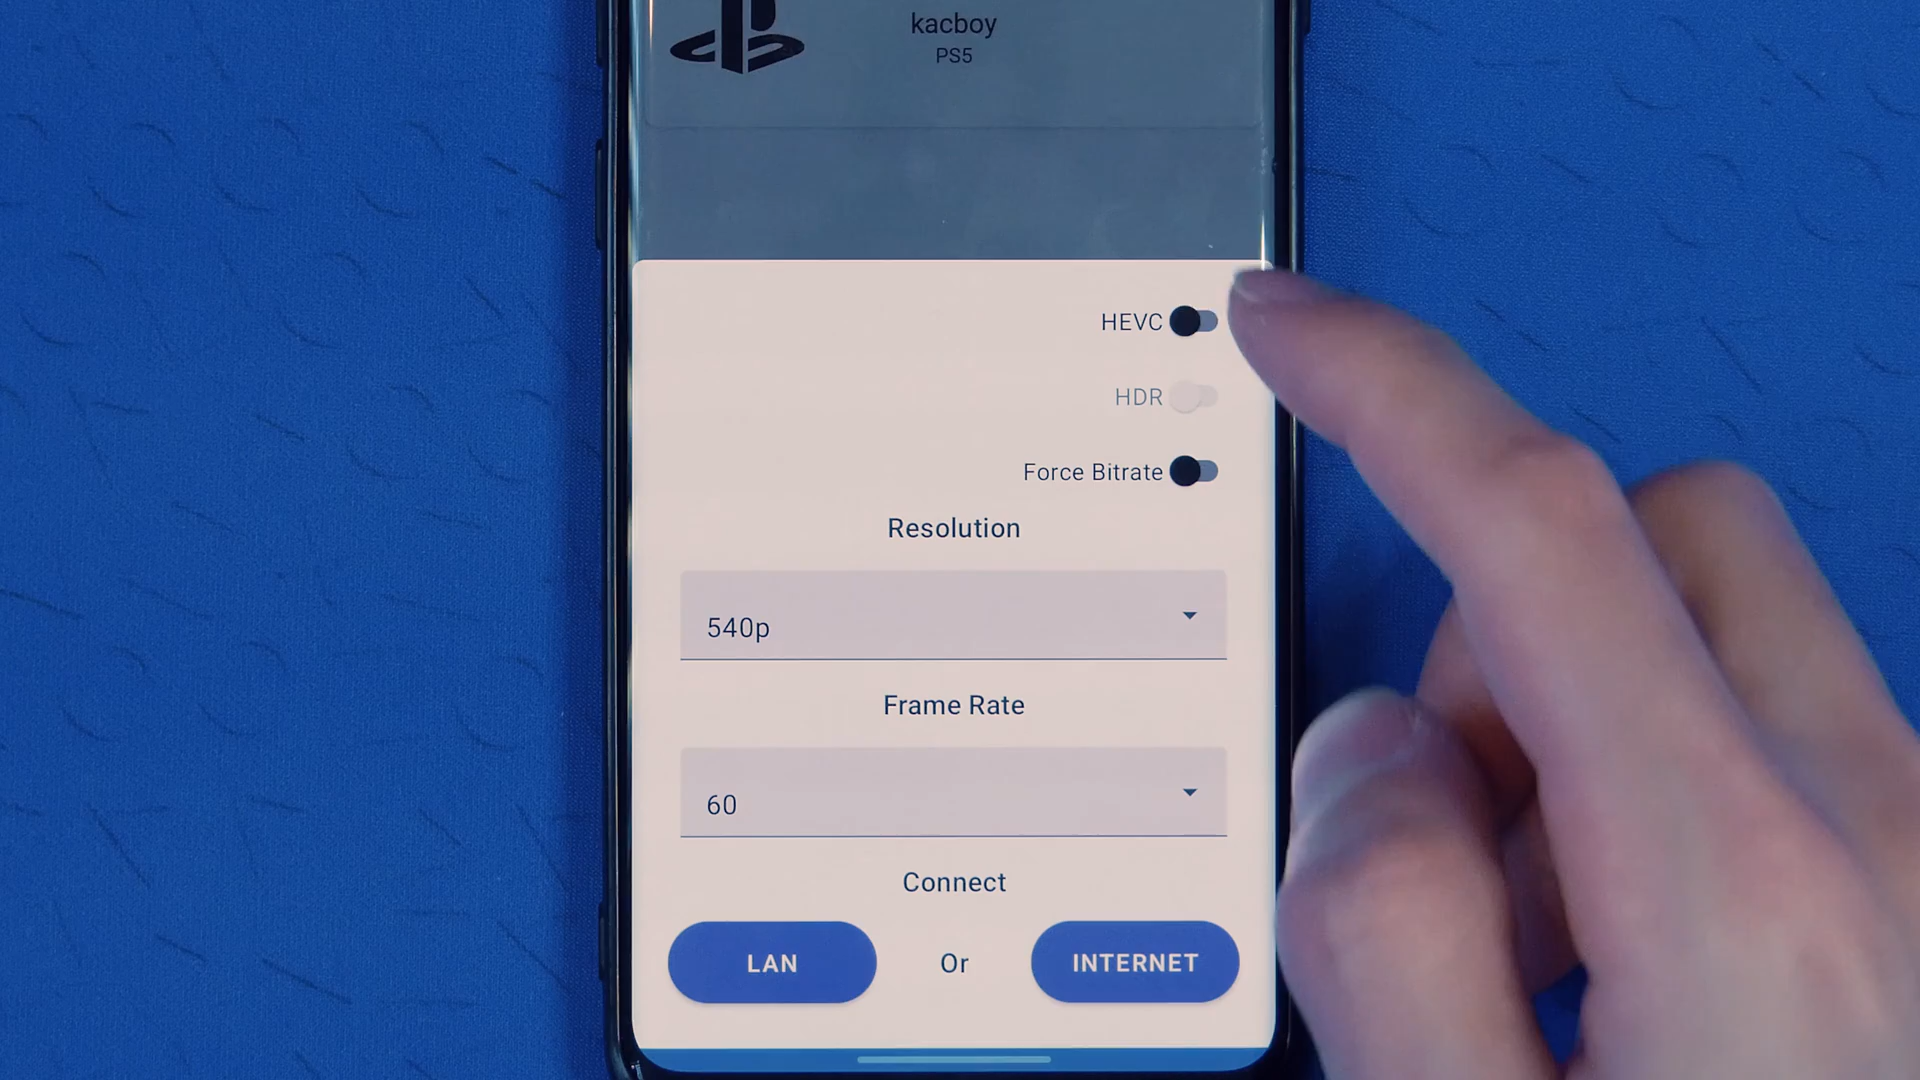 kacboy
PS5
HEVC
HDR
Force Bitrate
Resolution
540p
Frame Rate
60
Connect
LAN Or INTERNET